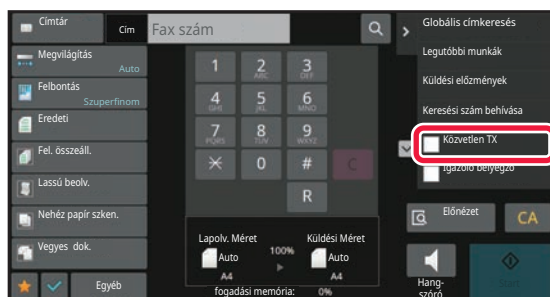 Címtár
Cím
Fax szám
Globális címkeresés
Megvilágítás
Auto
Felbontás
Szuperfinom
Eredeti
Fel. összeáll.
Lassú beolv.
Nehéz papír szken.
Vegyes dok.
Egyéb
1
2
ABC
3
DEF
4
GHI
5
JKL
6
MNO
7
PQRS
8
TUV
9
WXYZ
0
#
C
R
Lapolv. Méret
100%
Küldési Méret
Auto
A4
Auto
A4
fogadási memória: 0%
Legutóbbi munkák
Küldési előzmények
Keresési szám behívása
Közvetlen TX
Igazoló bélyegző
Előnézet
CA
Hang-
szóró
Start